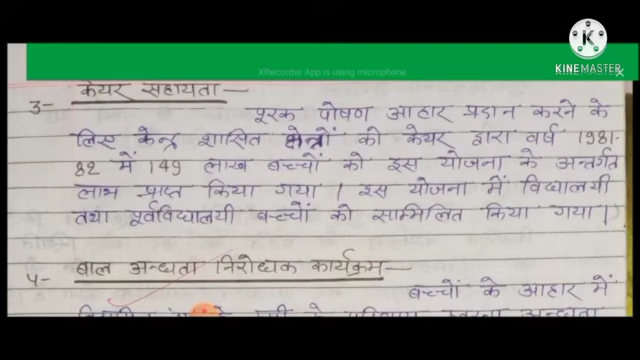 KINEMASTER
XRecorder App is using microphone
3- केयर सहायता —
पूरक पोषण आहार प्रदान करने के
लिए केन्द्र शासित क्षेत्रों को केयर द्वारा वर्ष 1981-
82 में 149 लाख बच्चों को इस योजना के अन्तर्गत
लाभ प्राप्त किया गया। इस योजना में विद्यालयी
तथा पूर्वविद्यालयी बच्चों को सम्मिलित किया गया।
4- बाल अन्धता निरोधक कार्यक्रम —
बच्चों के आहार में